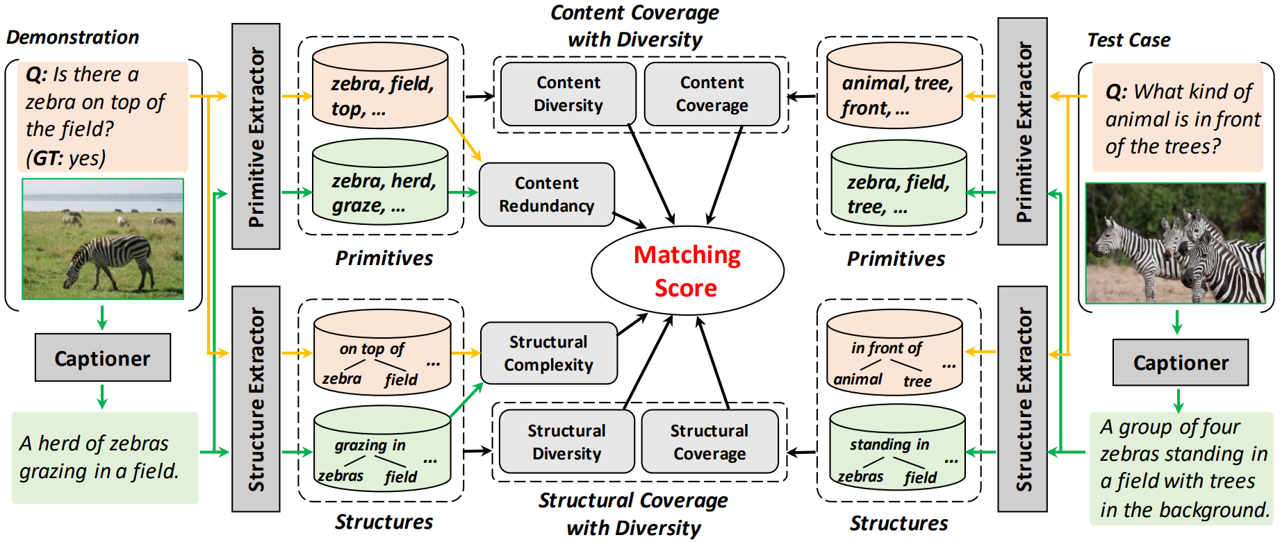 Demonstration
Q: Is there a
zebra on top of
the field?
(GT: yes)
Captioner
A herd of zebras
grazing in a field.
Primitive Extractor
Structure Extractor
zebra, field,
top, ...
zebra, herd,
graze, ...
Primitives
on top of
zebra
field
...
grazing in
zebras
field
...
Structures
Content Coverage
with Diversity
Content
Diversity
Content
Coverage
Content
Redundancy
Matching
Score
Structural
Complexity
Structural
Diversity
Structural
Coverage
Structural Coverage
with Diversity
animal, tree,
front, ...
zebra, field,
tree, ...
Primitives
in front of
animal
tree
...
standing in
zebras
field
...
Structures
Primitive Extractor
Structure Extractor
Test Case
Q: What kind of
animal is in front
of the trees?
Captioner
A group of four
zebras standing in
a field with trees
in the background.